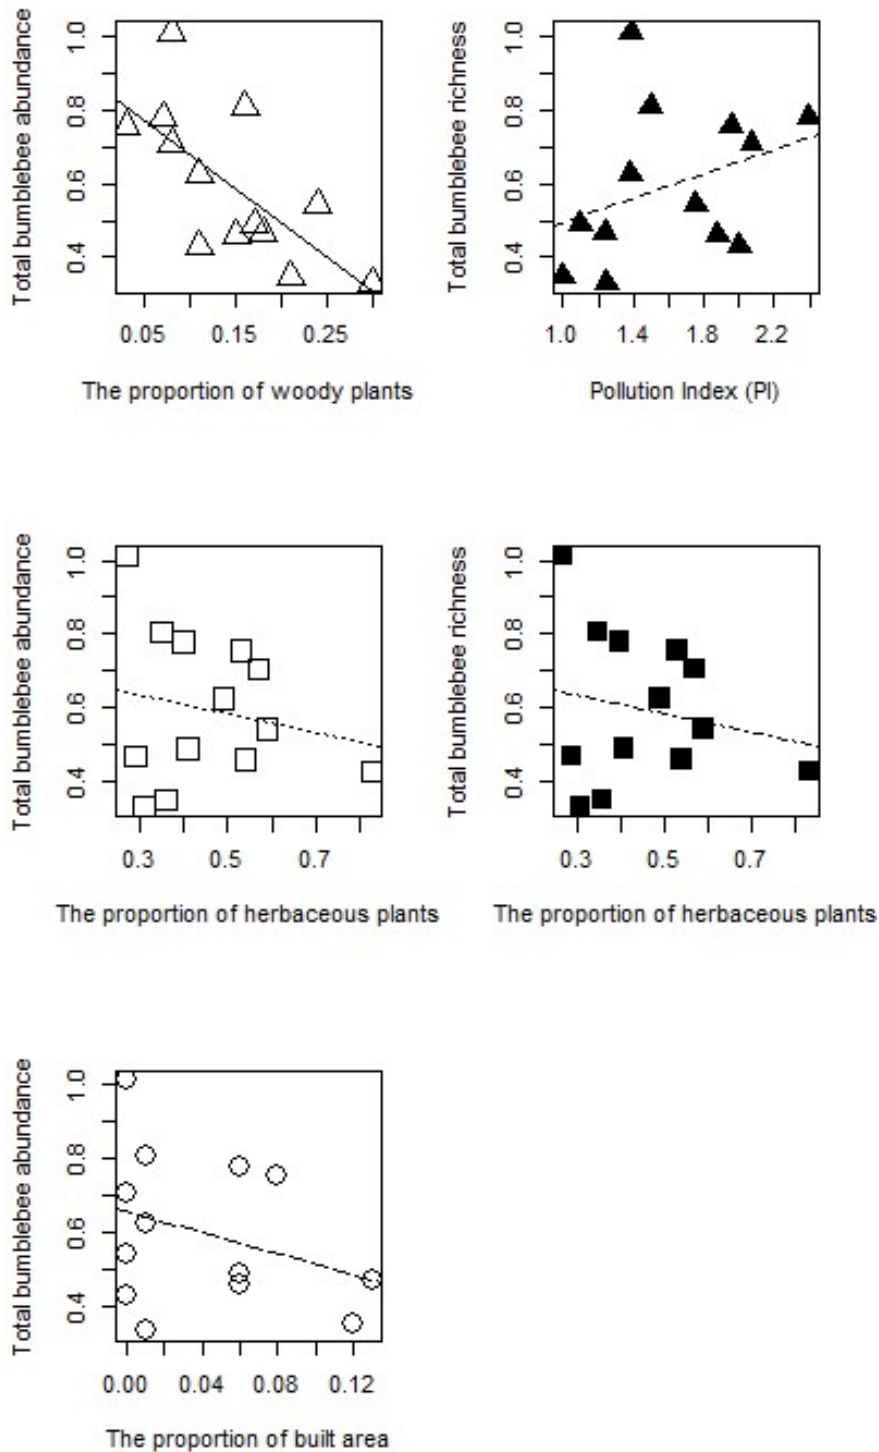 Total bumblebee abundance
1.0
0.8
0.6
0.4
0.05 0.15 0.25
The proportion of woody plants
Total bumblebee richness
1.0
0.8
0.6
0.4
1.0 1.4 1.8 2.2
Pollution Index (PI)
Total bumblebee abundance
1.0
0.8
0.6
0.4
0.3 0.5 0.7
The proportion of herbaceous plants
Total bumblebee richness
1.0
0.8
0.6
0.4
0.3 0.5 0.7
The proportion of herbaceous plants
Total bumblebee abundance
1.0
0.8
0.6
0.4
0.00 0.04 0.08 0.12
The proportion of built area